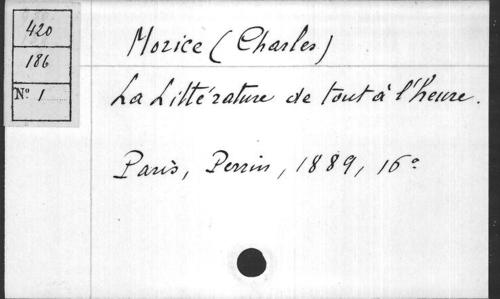 420
186
N° 1
Morice (Charles)
La Littérature de tout à l'heure.
Paris, Perrin, 1889, 16°